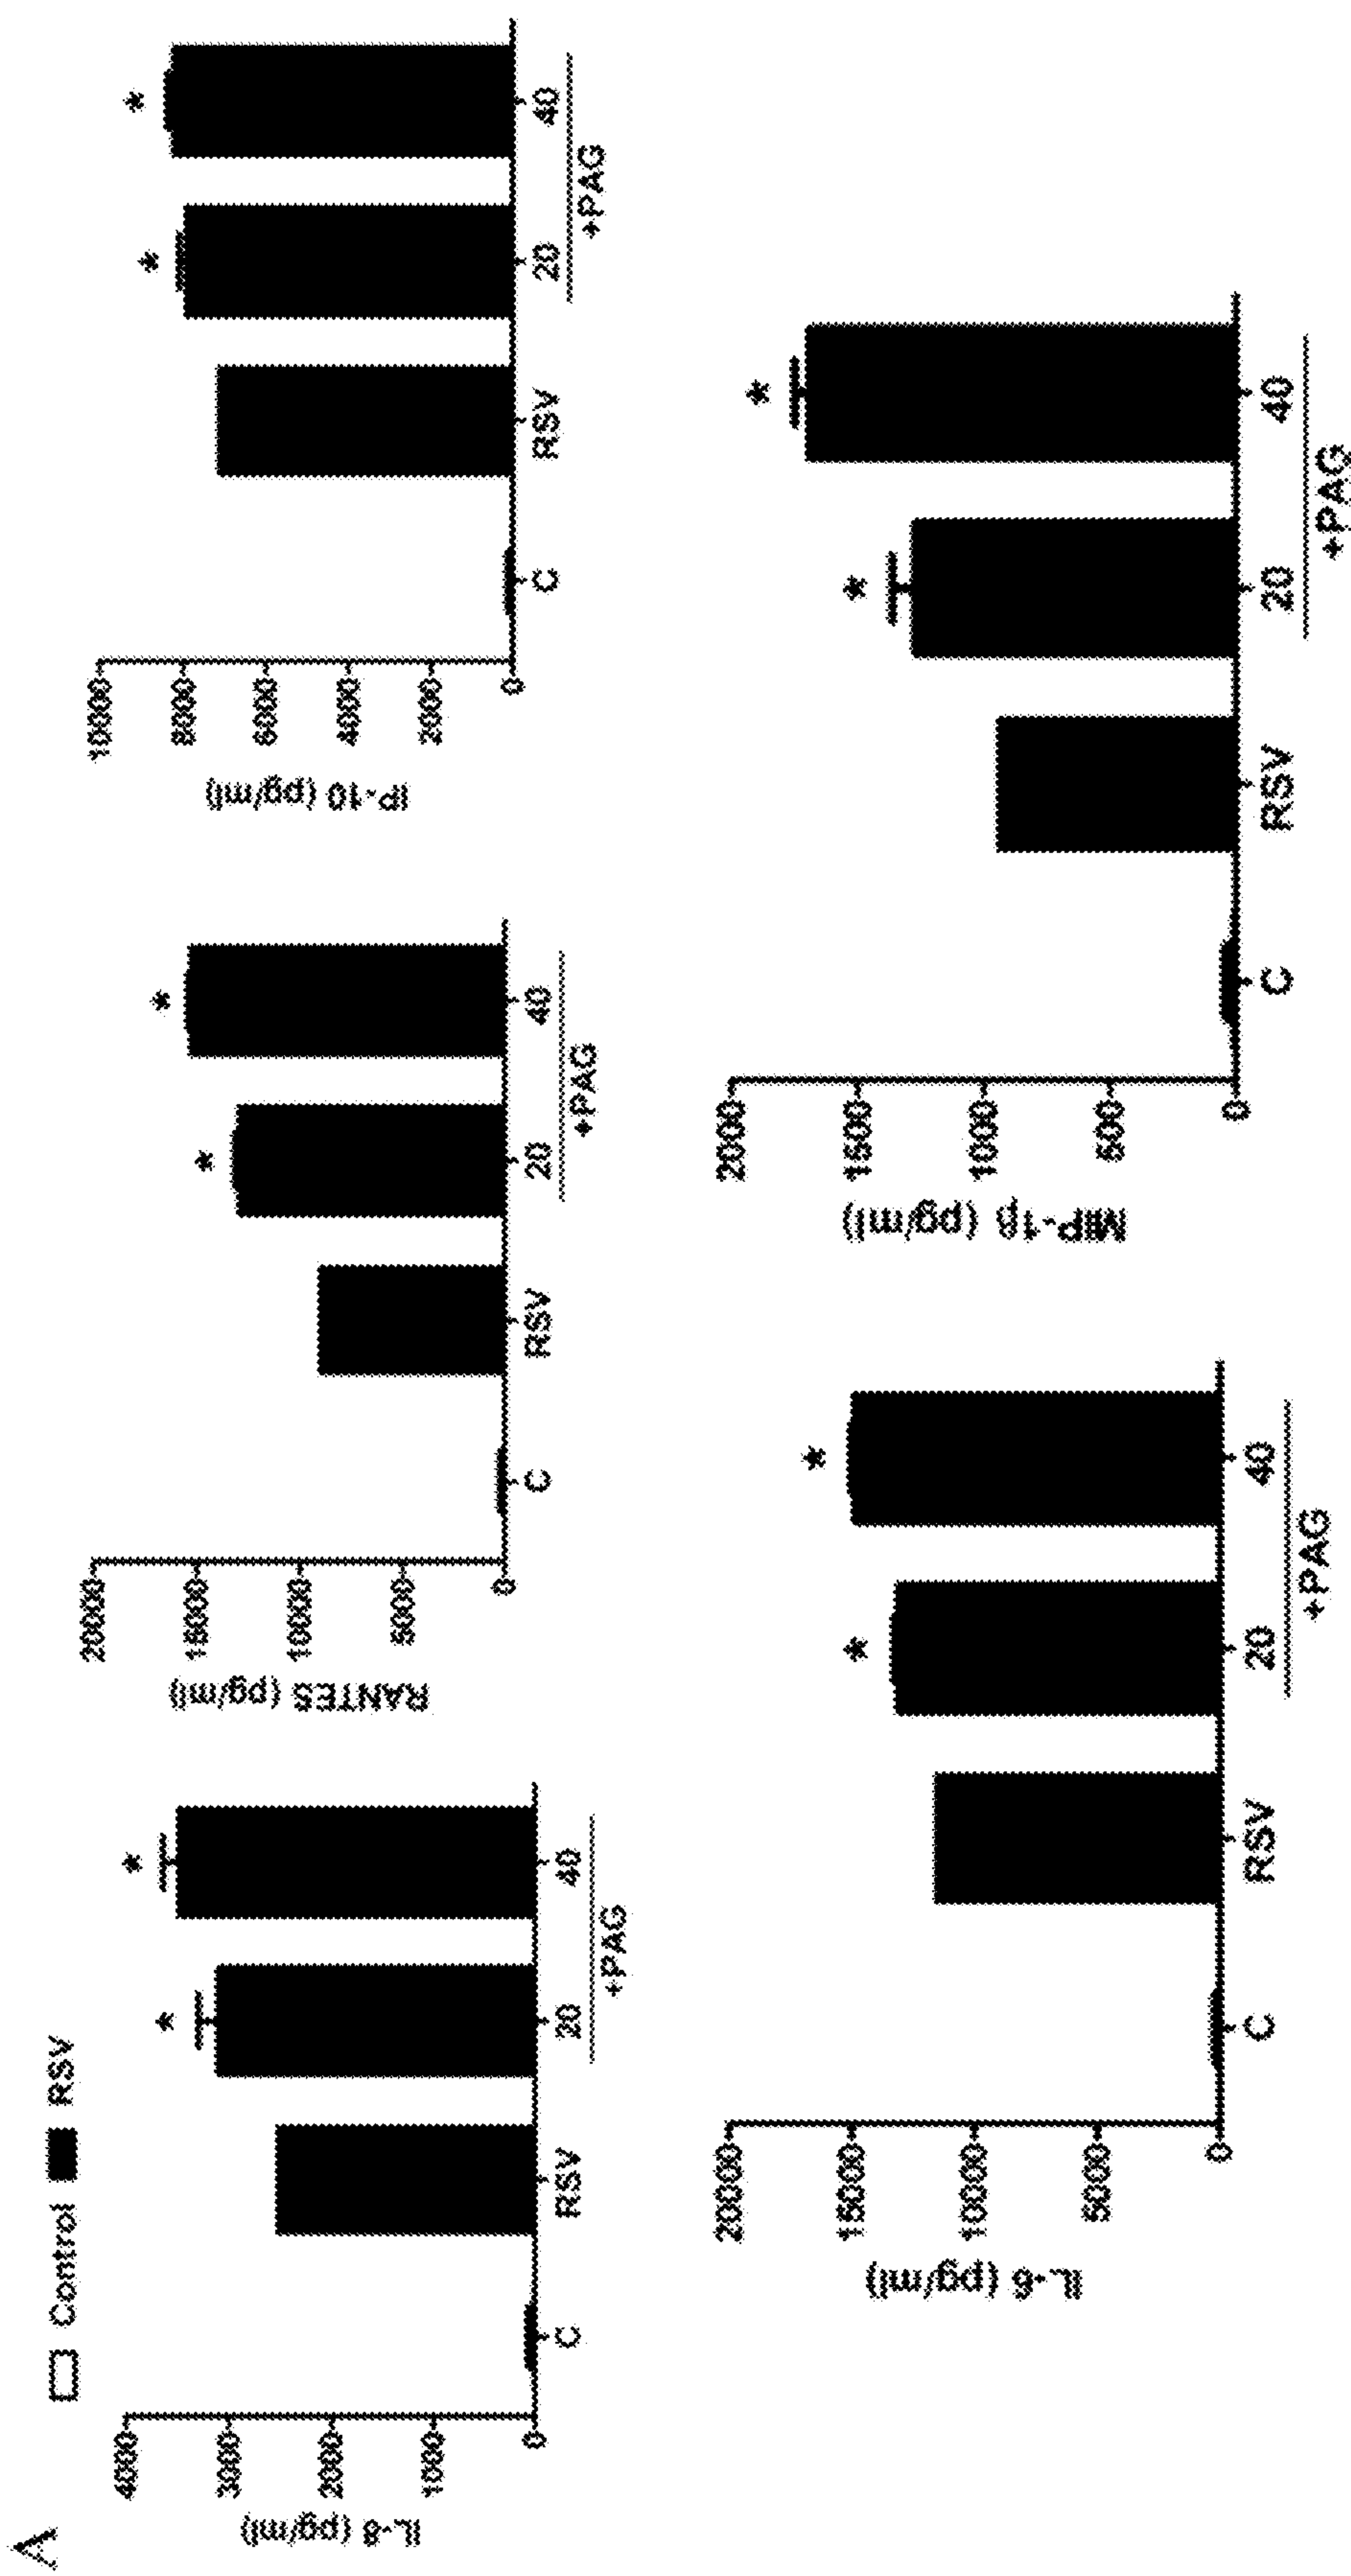 A
Control RSV
IL-8 (pg/ml)
4000
3000
2000
1000
0
C RSV 20 40
+PAG
RANTES (pg/ml)
20000
15000
10000
5000
0
C RSV 20 40
+PAG
IP-10 (pg/ml)
10000
8000
6000
4000
2000
0
C RSV 20 40
+PAG
IL-6 (pg/ml)
20000
15000
10000
5000
0
C RSV 20 40
+PAG
MIP-1β (pg/ml)
2000
1500
1000
500
0
C RSV 20 40
+PAG